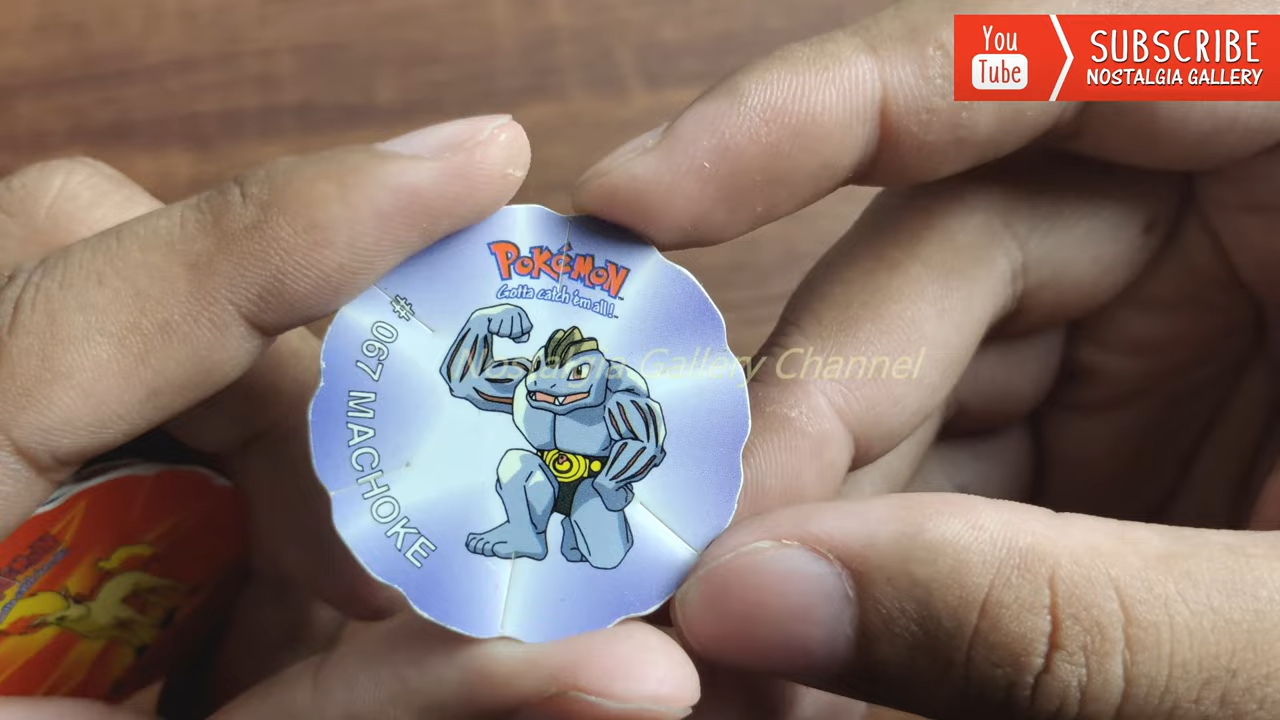 You
Tube
SUBSCRIBE
NOSTALGIA GALLERY
POKéMON
Gotta catch 'em all!
Nostalgia Gallery Channel
# 067 MACHOKE